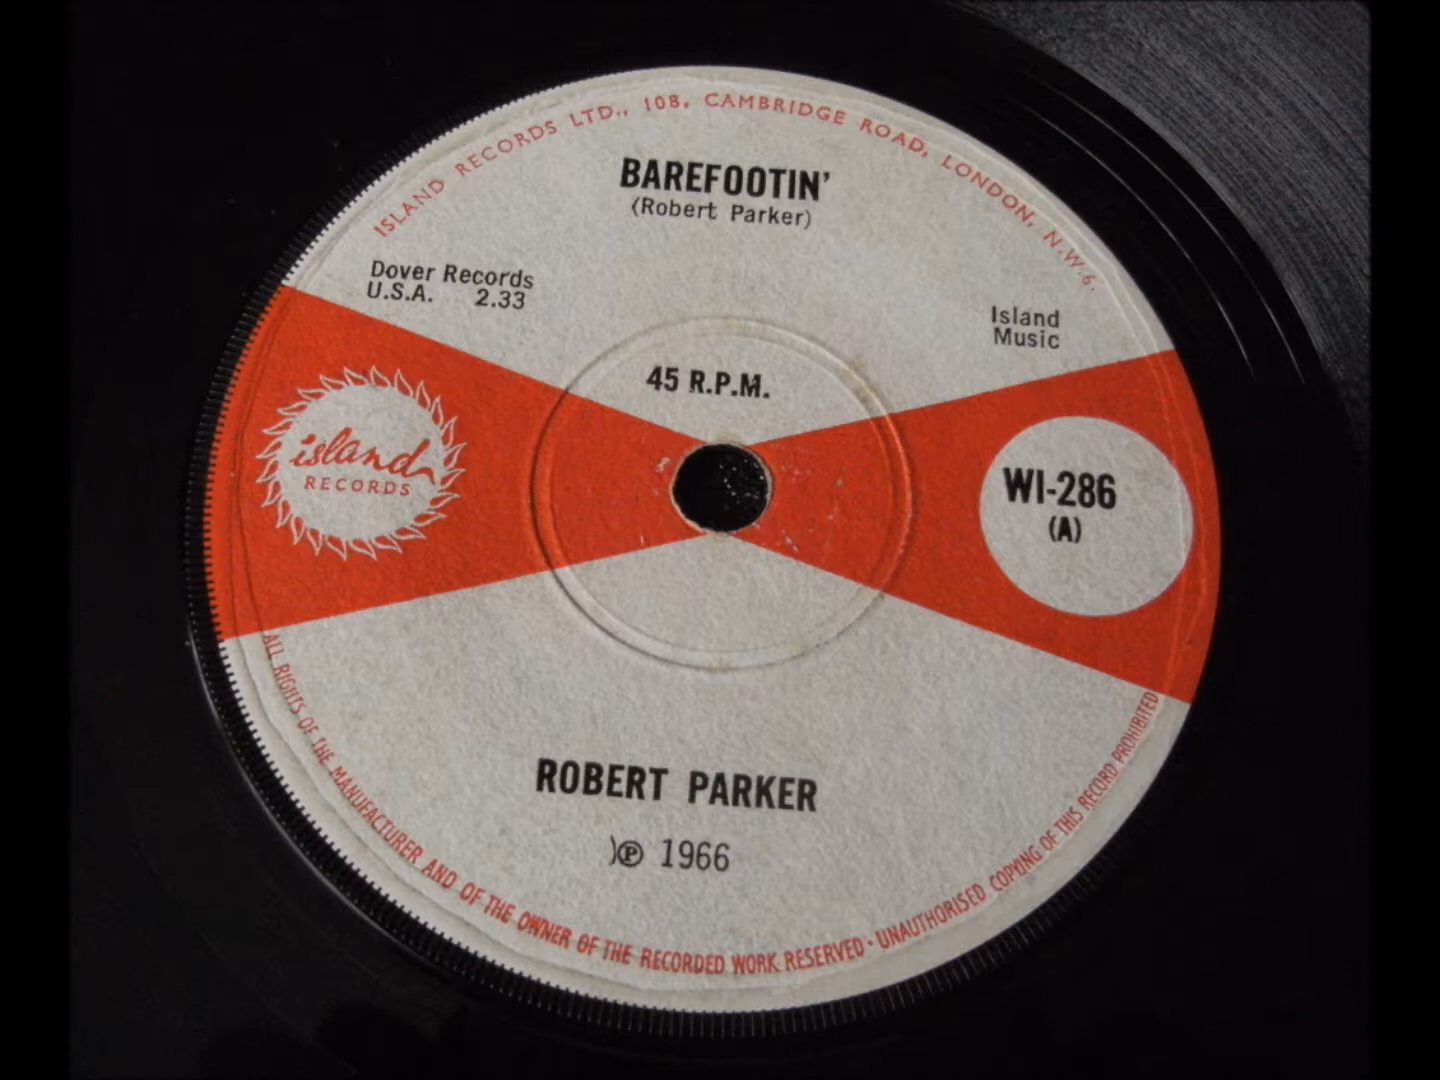 ISLAND RECORDS LTD., 108, CAMBRIDGE ROAD, LONDON, N.W.6.
BAREFOOTIN'
(Robert Parker)
Dover Records
U.S.A. 2.33
Island
Music
45 R.P.M.
island
RECORDS
WI-286
(A)
ROBERT PARKER
)℗ 1966
ALL RIGHTS OF THE MANUFACTURER AND OF THE OWNER OF THE RECORDED WORK RESERVED · UNAUTHORISED COPYING OF THIS RECORD PROHIBITED